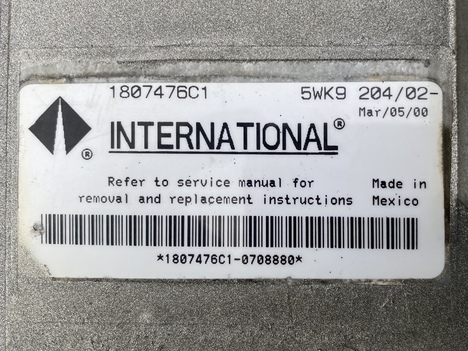 1807476C1 5WK9 204/02-
Mar/05/00
INTERNATIONAL®
®
Refer to service manual for Made in
removal and replacement instructions Mexico
*1807476C1-0708880*